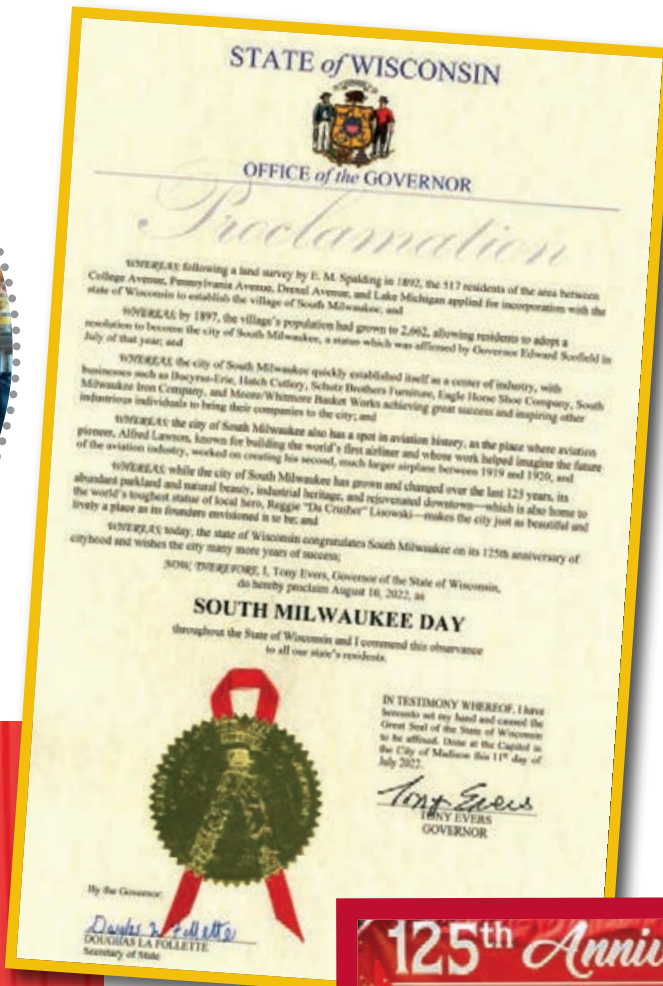 STATE of WISCONSIN
OFFICE of the GOVERNOR
Proclamation
WHEREAS; following a land survey by E. M. Spalding in 1892, the 517 residents of the area between
College Avenue, Pennsylvania Avenue, Drexel Avenue, and Lake Michigan applied for incorporation with the
state of Wisconsin to establish the village of South Milwaukee; and
WHEREAS; by 1897, the village's population had grown to 2,662, allowing residents to adopt a
resolution to become the city of South Milwaukee, a status which was affirmed by Governor Edward Scofield in
July of that year; and
WHEREAS; the city of South Milwaukee quickly established itself as a center of industry, with
businesses such as Bucyrus-Erie, Hatch Cutlery, Schutz Brothers Furniture, Eagle Horse Shoe Company, South
Milwaukee Iron Company, and Moore/Whitmore Basket Works achieving great success and inspiring other
industrious individuals to bring their companies to the city; and
WHEREAS; the city of South Milwaukee also has a spot in aviation history, as the place where aviation
pioneer, Alfred Lawson, known for building the world's first airliner and whose work helped imagine the future
of the aviation industry, worked on creating his second, much larger airplane between 1919 and 1920, and
WHEREAS; while the city of South Milwaukee has grown and changed over the last 125 years, its
abundant parkland and natural beauty, industrial heritage, and rejuvenated downtown—which is also home to
the world's toughest statue of local hero, Reggie "Da Crusher" Lisowski—makes the city just as beautiful and
lively a place as its founders envisioned is to be; and
WHEREAS; today, the state of Wisconsin congratulates South Milwaukee on its 125th anniversary of
cityhood and wishes the city many more years of success;
NOW, THEREFORE, I, Tony Evers, Governor of the State of Wisconsin,
do hereby proclaim August 10, 2022, as
SOUTH MILWAUKEE DAY
throughout the State of Wisconsin and I commend this observance
to all our state's residents.
IN TESTIMONY WHEREOF, I have
hereunto set my hand and caused the
Great Seal of the State of Wisconsin
to be affixed. Done at the Capitol in
the City of Madison this 11th day of
July 2022.
Tony Evers
TONY EVERS
GOVERNOR
By the Governor:
Douglas La Follette
DOUGLAS LA FOLLETTE
Secretary of State
125th Anniv